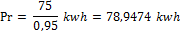 Pr = 75/0,95 kwh = 78,9474 kwh